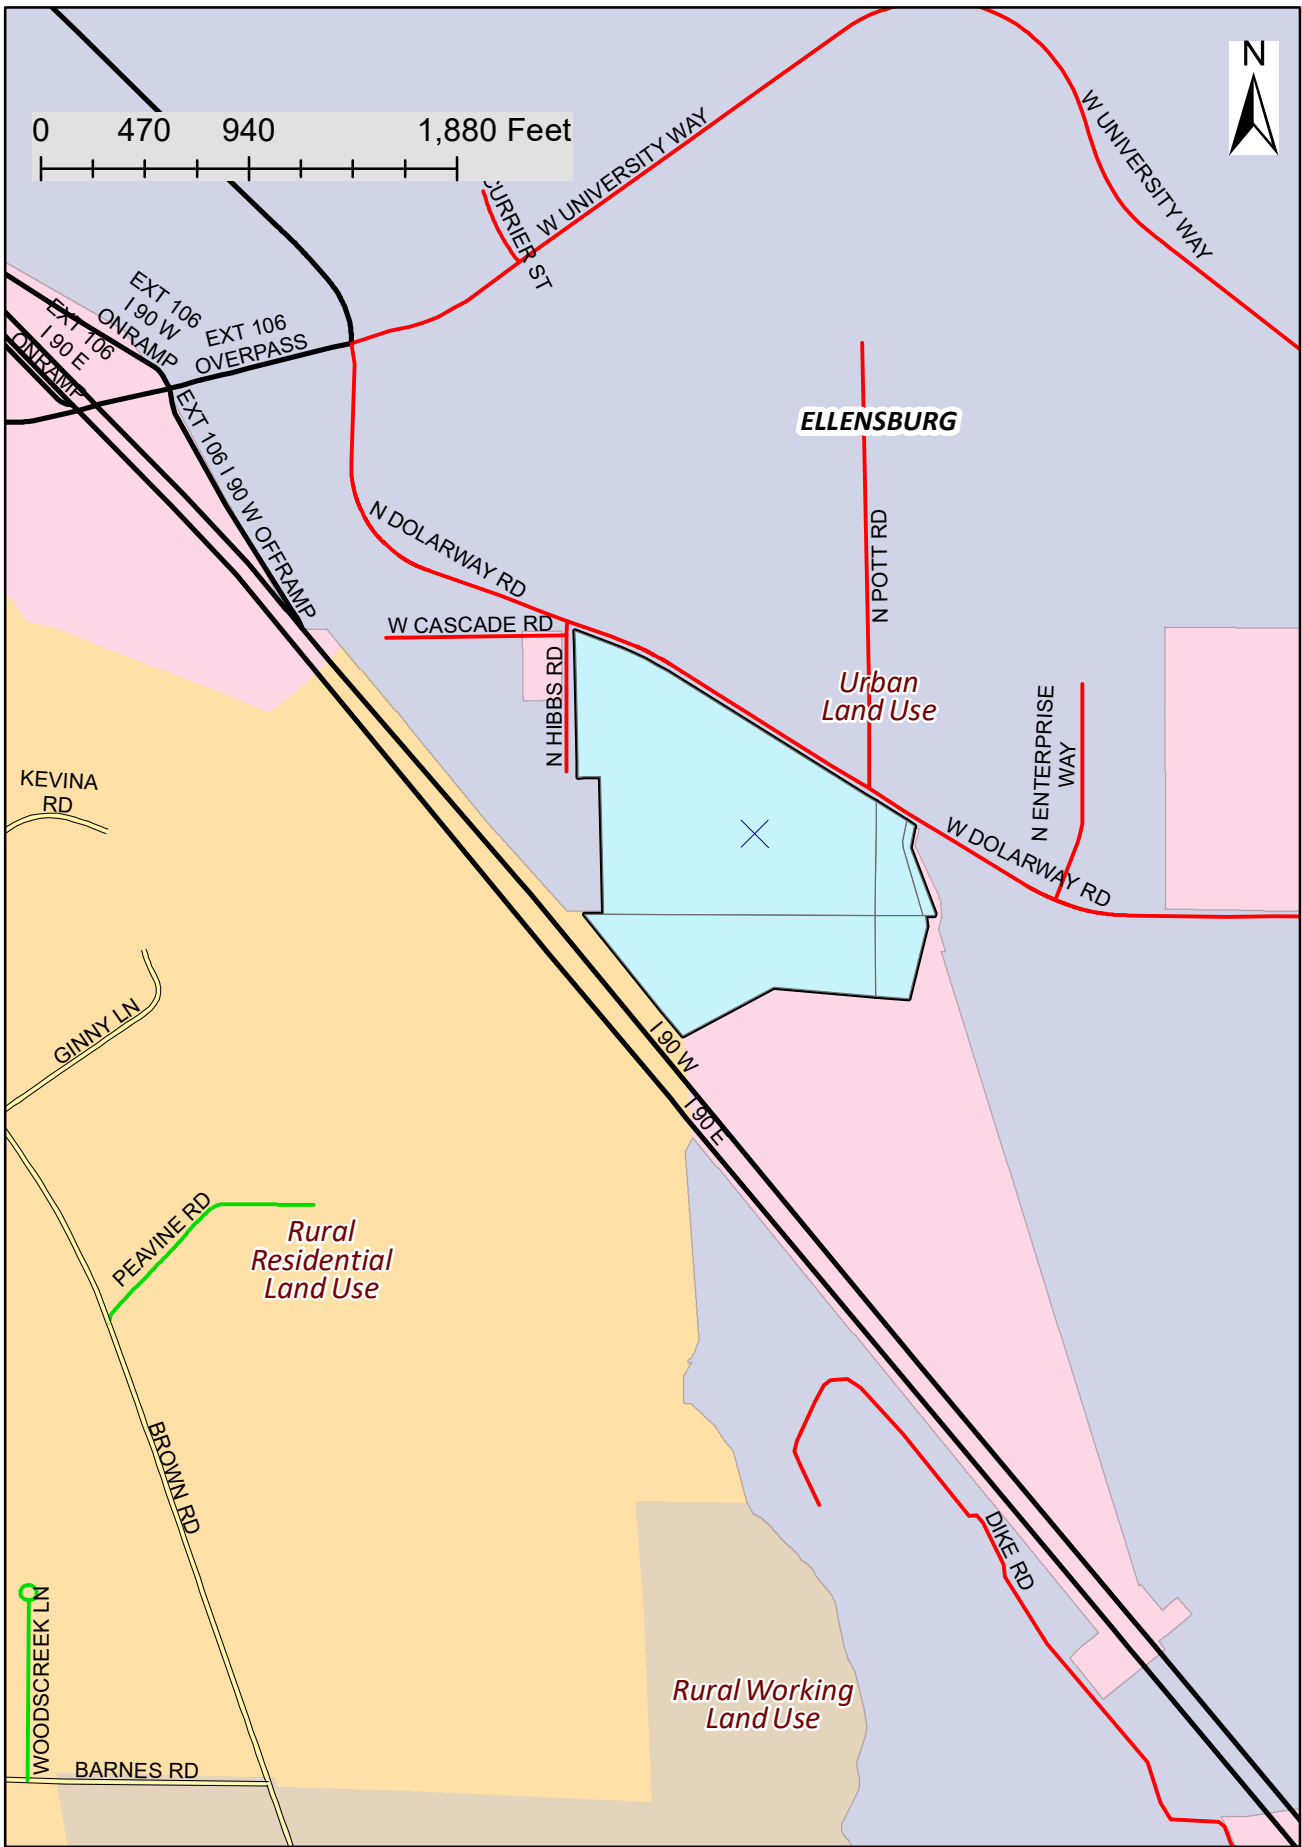 N
0 470 940 1,880 Feet
W UNIVERSITY WAY
W UNIVERSITY WAY
CURRIER ST
EXT 106
I 90 W
ONRAMP
EXT 106
I 90 E
ONRAMP
EXT 106
OVERPASS
EXT 106 I 90 W OFFRAMP
ELLENSBURG
N DOLARWAY RD
N POTT RD
W CASCADE RD
N HIBBS RD
Urban
Land Use
N ENTERPRISE
WAY
KEVINA
RD
W DOLARWAY RD
GINNY LN
I 90 W
I 90 E
PEAVINE RD
Rural
Residential
Land Use
BROWN RD
DIKE RD
WOODSCREEK LN
Rural Working
Land Use
BARNES RD